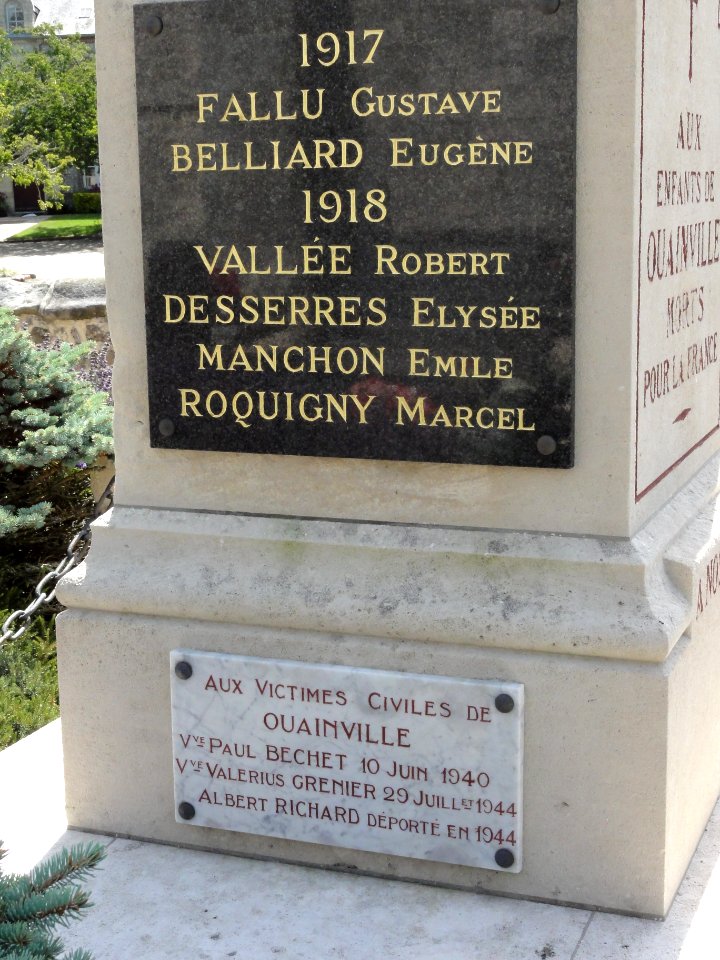 1917
FALLU GUSTAVE
BELLIARD EUGÈNE
1918
VALLÉE ROBERT
DESSERRES ELYSÉE
MANCHON EMILE
ROQUIGNY MARCEL
AUX
ENFANTS DE
OUAINVILLE
MORTS
POUR LA FRANCE
AUX VICTIMES CIVILES DE
OUAINVILLE
Vve PAUL BECHET 10 JUIN 1940
Vve VALERIUS GRENIER 29 JUILLET 1944
ALBERT RICHARD DÉPORTÉ EN 1944